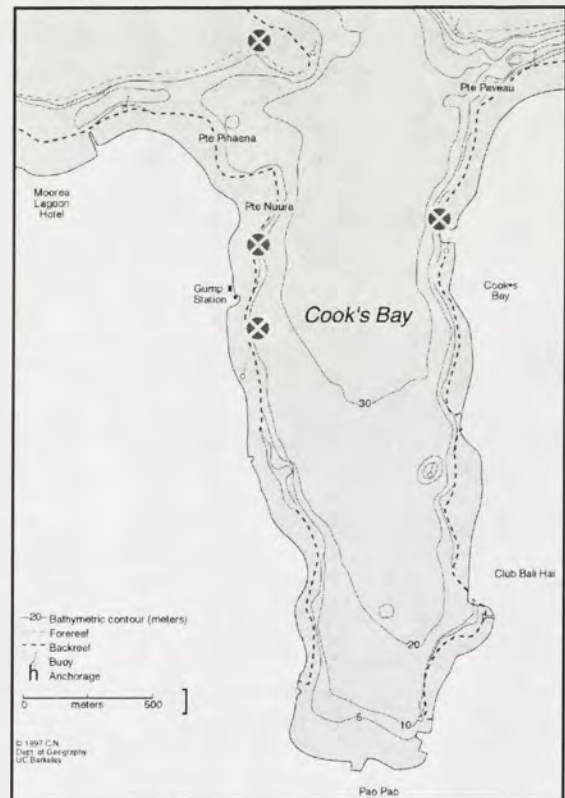 Pte Paveau
Pte Pihaena
Moorea
Lagoon
Hotel
Pte Nuura
Gump
Station
Cook's
Bay
Cook's Bay
30
Club Bali Hai
20
-20- Bathymetric contour (meters)
Forereef
Backreef
Buoy
h Anchorage
0 meters 500
5
10
© 1997 C.N.
Dept. of Geography
UC Berkeley
Pao Pao